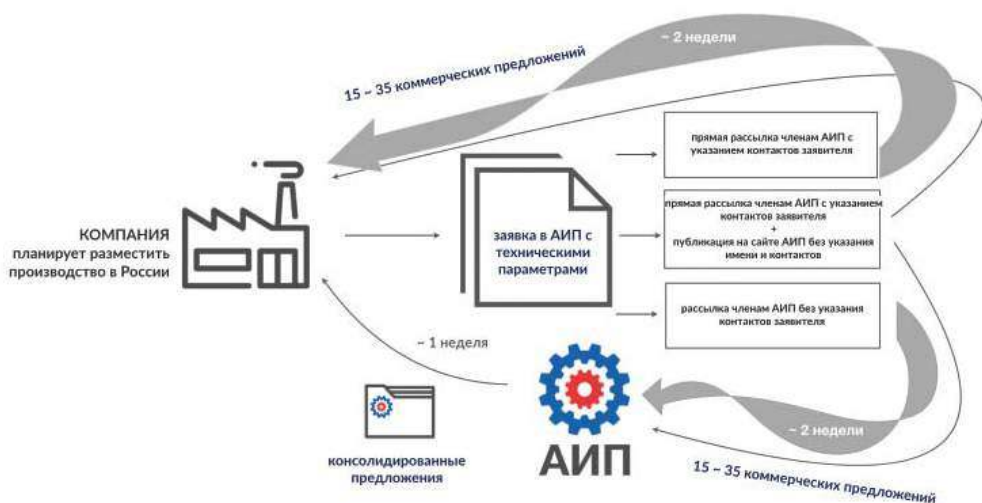 ~ 2 недели
15 ~ 35 коммерческих предложений
прямая рассылка членам АИП с
указанием контактов заявителя
КОМПАНИЯ
планирует разместить
производство в России
заявка в АИП с
техническими
параметрами
прямая рассылка членам АИП с указанием
контактов заявителя
+
публикация на сайте АИП без указания
имени и контактов
рассылка членам АИП без указания
контактов заявителя
~ 1 неделя
консолидированные
предложения
АИП
~ 2 недели
15 ~ 35 коммерческих предложений